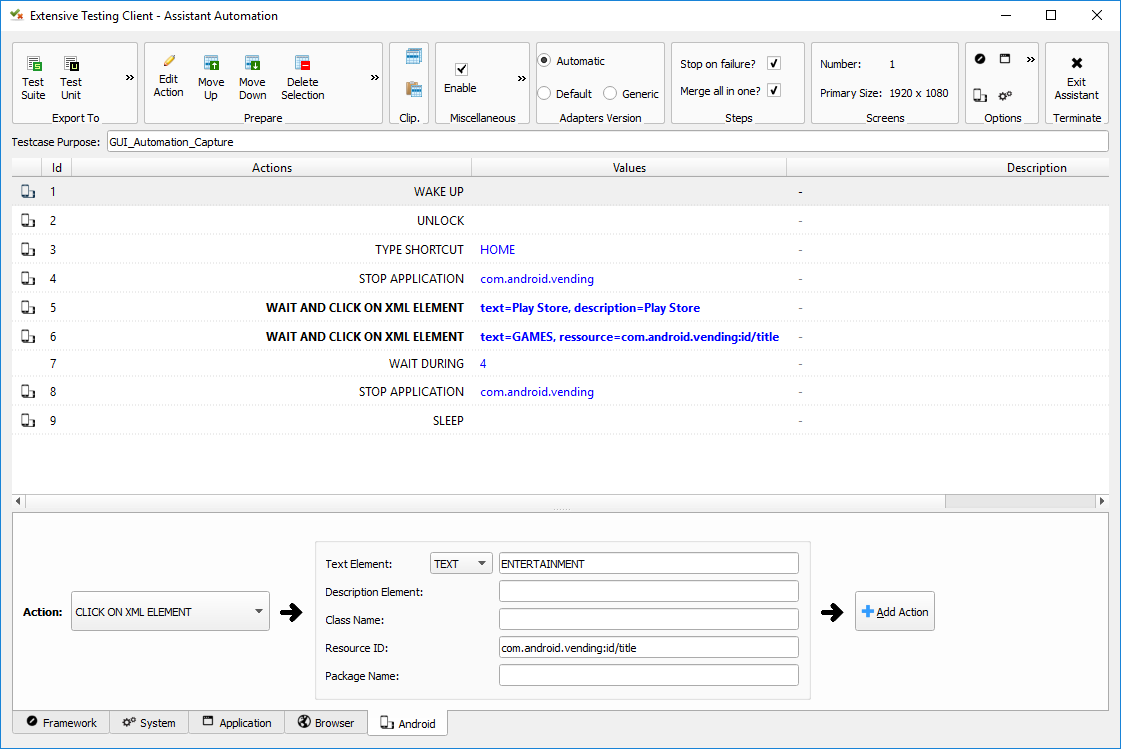 Extensive Testing Client - Assistant Automation
Test Suite
Test Unit
»
Export To
Edit Action
Move Up
Move Down
Delete Selection
»
Prepare
Clip.
Enable
»
Miscellaneous
Automatic
Default
Generic
Adapters Version
Stop on failure?
Merge all in one?
Steps
Number: 1
Primary Size: 1920 x 1080
Screens
»
Options
Exit Assistant
Terminate
Testcase Purpose: GUI_Automation_Capture
Id Actions Values Description
1 WAKE UP -
2 UNLOCK -
3 TYPE SHORTCUT HOME -
4 STOP APPLICATION com.android.vending -
5 WAIT AND CLICK ON XML ELEMENT text=Play Store, description=Play Store -
6 WAIT AND CLICK ON XML ELEMENT text=GAMES, ressource=com.android.vending:id/title -
7 WAIT DURING 4 -
8 STOP APPLICATION com.android.vending -
9 SLEEP -
Action: CLICK ON XML ELEMENT
Text Element: TEXT ENTERTAINMENT
Description Element:
Class Name:
Resource ID: com.android.vending:id/title
Package Name:
Add Action
Framework System Application Browser Android